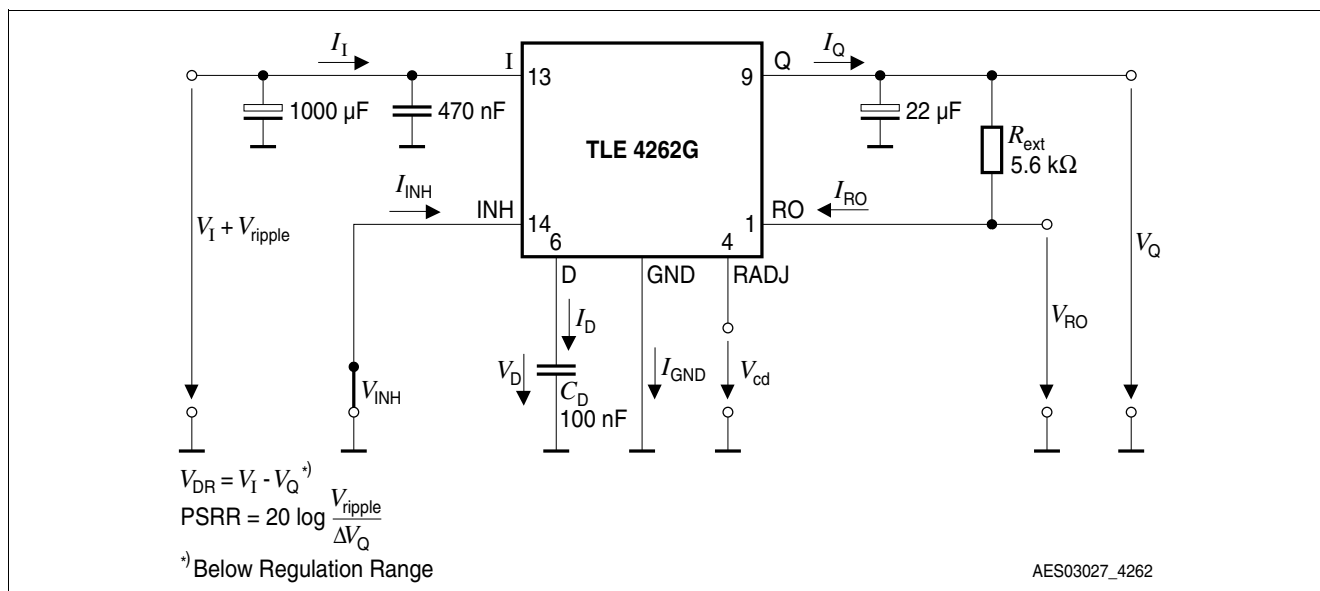 I_I
I_Q
I
13
9
Q
1000 µF
470 nF
22 µF
TLE 4262G
R_ext
5.6 kΩ
I_INH
INH
14
I_RO
RO
1
6
4
V_I + V_ripple
V_Q
D
GND
RADJ
I_D
V_RO
V_D
I_GND
V_cd
V_INH
C_D
100 nF
V_DR = V_I - V_Q *)
PSRR = 20 log V_ripple / ΔV_Q
*) Below Regulation Range
AES03027_4262